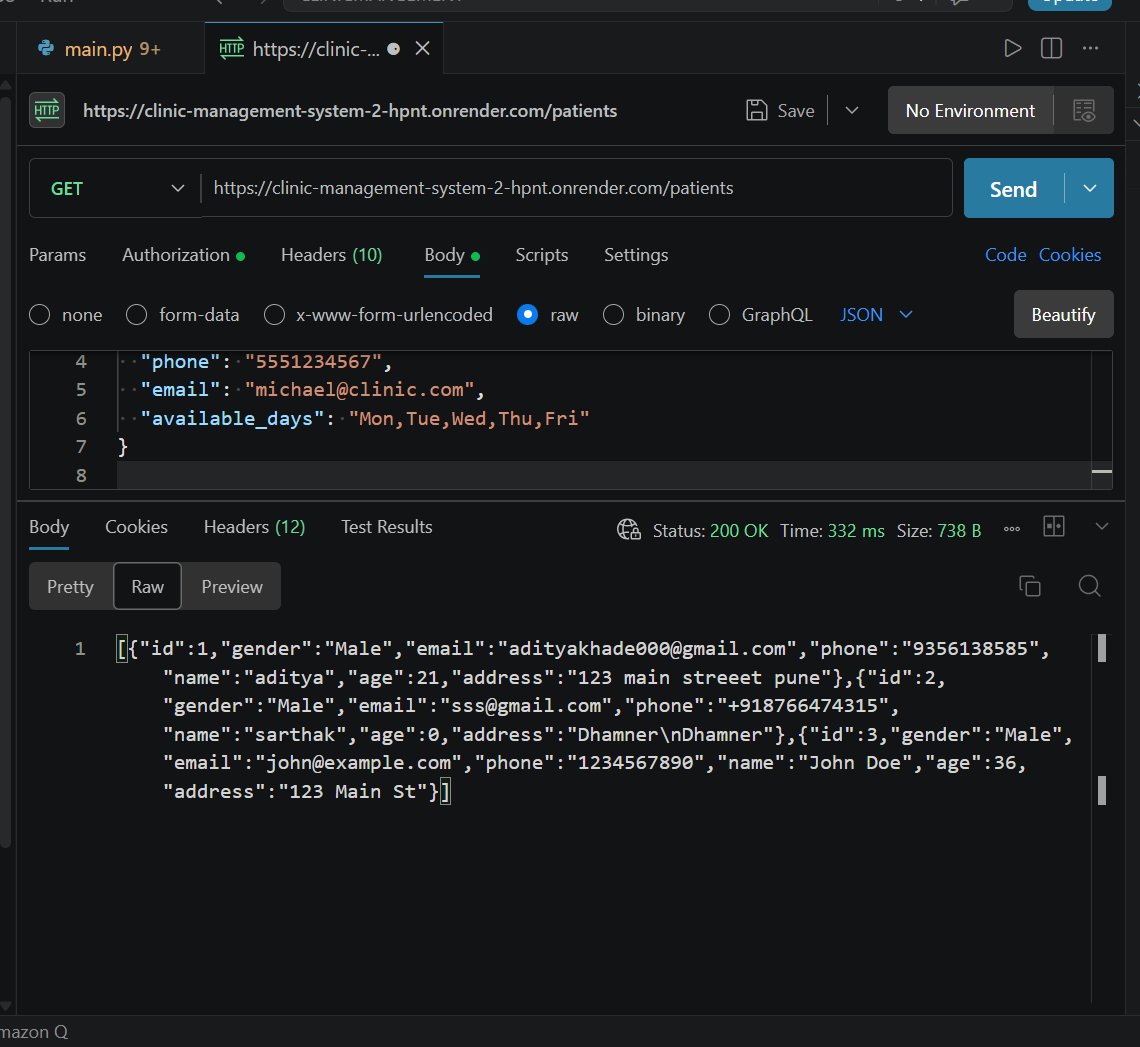 main.py 9+
HTTP https://clinic-...
HTTP https://clinic-management-system-2-hpnt.onrender.com/patients Save No Environment
GET https://clinic-management-system-2-hpnt.onrender.com/patients Send
Params Authorization Headers (10) Body Scripts Settings Code Cookies
none form-data x-www-form-urlencoded raw binary GraphQL JSON Beautify
4 "phone": "5551234567",
5 "email": "michael@clinic.com",
6 "available_days": "Mon,Tue,Wed,Thu,Fri"
7 }
8
Body Cookies Headers (12) Test Results Status: 200 OK Time: 332 ms Size: 738 B
Pretty Raw Preview
1 [{"id":1,"gender":"Male","email":"adityakhade000@gmail.com","phone":"9356138585",
"name":"aditya","age":21,"address":"123 main streeet pune"},{"id":2,
"gender":"Male","email":"sss@gmail.com","phone":"+918766474315",
"name":"sarthak","age":0,"address":"Dhamner\nDhamner"},{"id":3,"gender":"Male",
"email":"john@example.com","phone":"1234567890","name":"John Doe","age":36,
"address":"123 Main St"}]
mazon Q